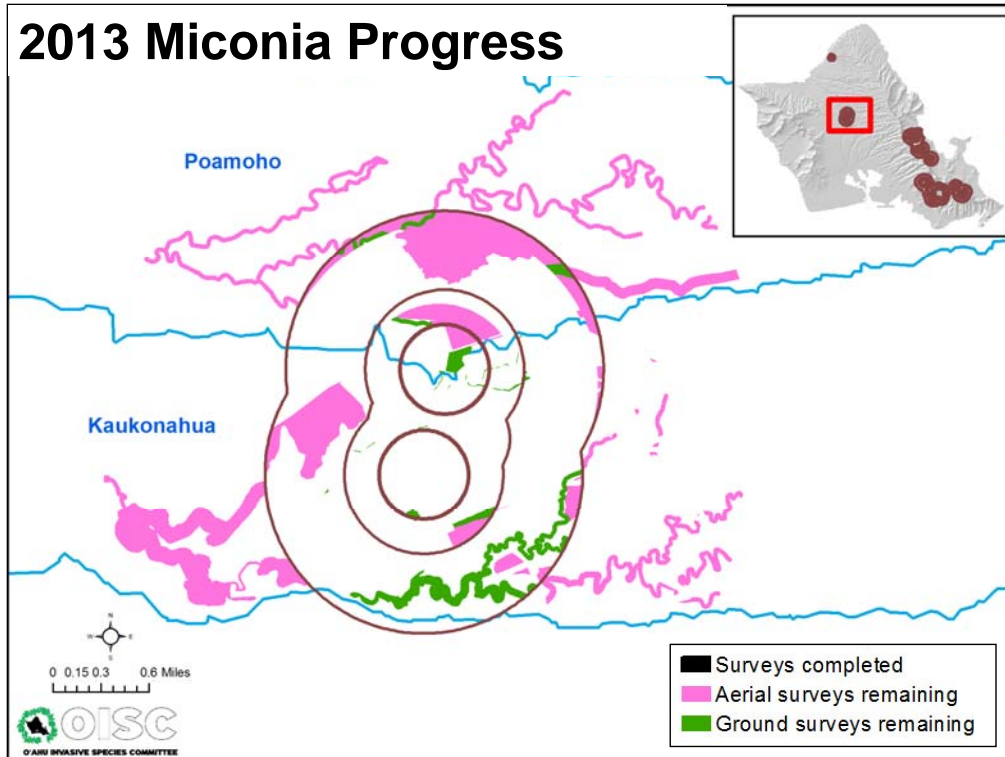 2013 Miconia Progress
Poamoho
Kaukonahua
N
W E
S
0 0.15 0.3 0.6 Miles
OISC
O'AHU INVASIVE SPECIES COMMITTEE
Surveys completed
Aerial surveys remaining
Ground surveys remaining